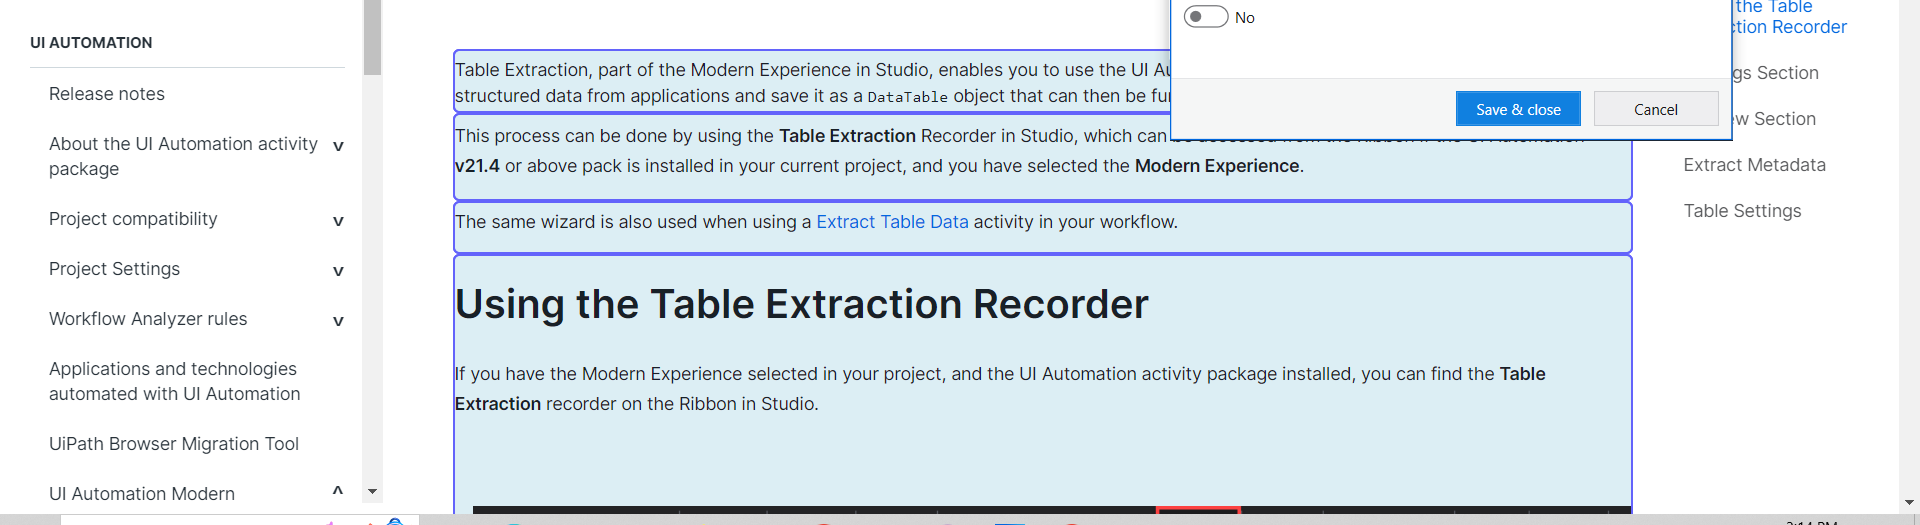 UI AUTOMATION
Release notes
About the UI Automation activity
package
Project compatibility
Project Settings
Workflow Analyzer rules
Applications and technologies
automated with UI Automation
UiPath Browser Migration Tool
UI Automation Modern
Table Extraction, part of the Modern Experience in Studio, enables you to use the UI
structured data from applications and save it as a DataTable object that can then be
This process can be done by using the Table Extraction Recorder in Studio, which can
v21.4 or above pack is installed in your current project, and you have selected the Modern Experience.
The same wizard is also used when using a Extract Table Data activity in your workflow.
Using the Table Extraction Recorder
If you have the Modern Experience selected in your project, and the UI Automation activity package installed, you can find the Table
Extraction recorder on the Ribbon in Studio.
No
Save & close
Cancel
the Table
ction Recorder
gs Section
ew Section
Extract Metadata
Table Settings